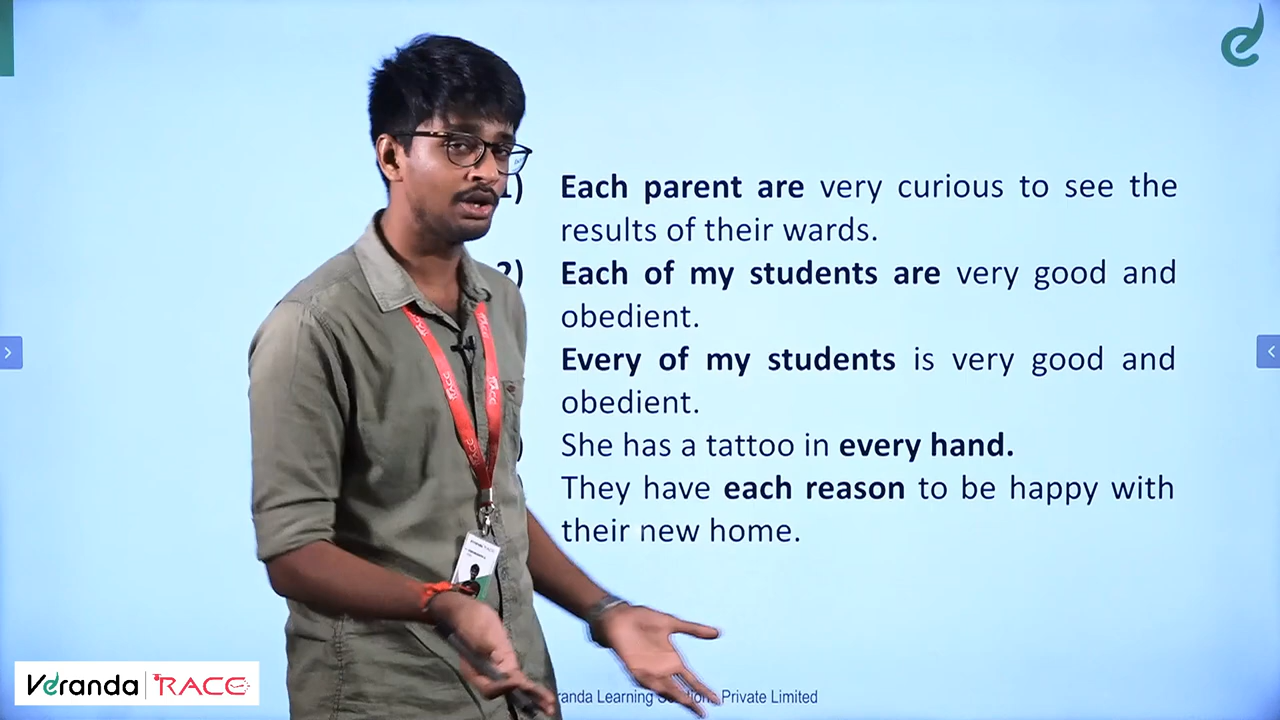 1) Each parent are very curious to see the
results of their wards.
2) Each of my students are very good and
obedient.
Every of my students is very good and
obedient.
She has a tattoo in every hand.
They have each reason to be happy with
their new home.
RACE
RACE
Veranda RACE
Learning Private Limited